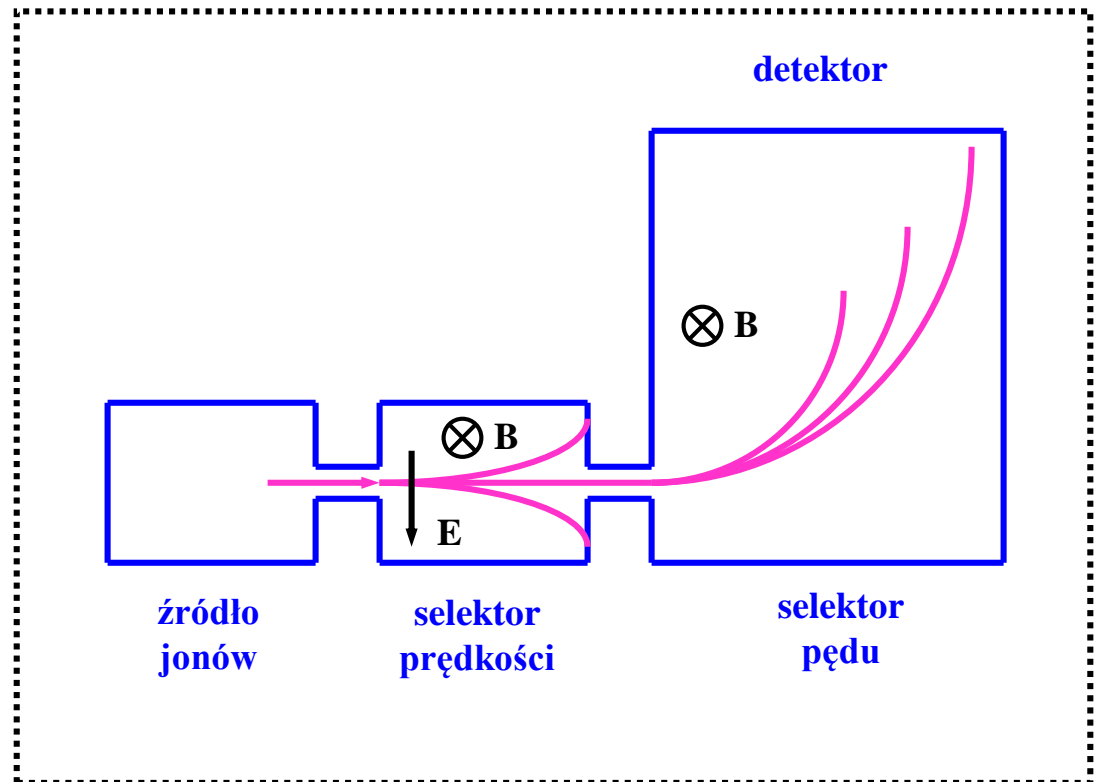 detektor
B
B
E
źródło
jonów
selektor
prędkości
selektor
pędu